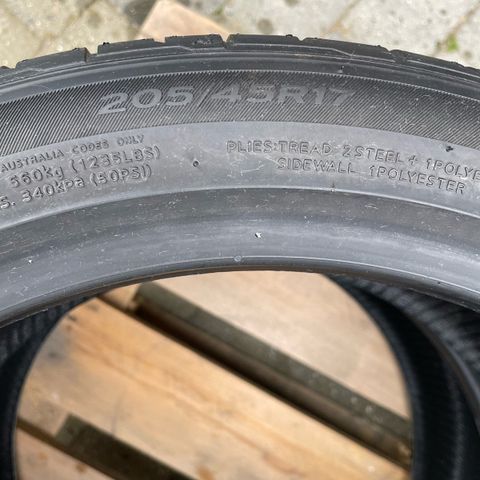 205/45R17
AUSTRALIA-CODES ONLY
560kg (1235LBS)
340kPa (50PSI)
PLIES:TREAD 2STEEL+1POLYE
SIDEWALL 1POLYESTER